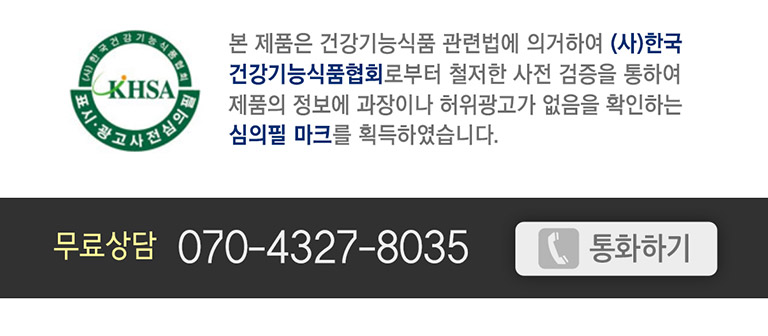 (사)한국건강기능식품협회
KHSA
표시·광고사전심의필
본 제품은 건강기능식품 관련법에 의거하여 (사)한국
건강기능식품협회로부터 철저한 사전 검증을 통하여
제품의 정보에 과장이나 허위광고가 없음을 확인하는
심의필 마크를 획득하였습니다.
무료상담 070-4327-8035 통화하기